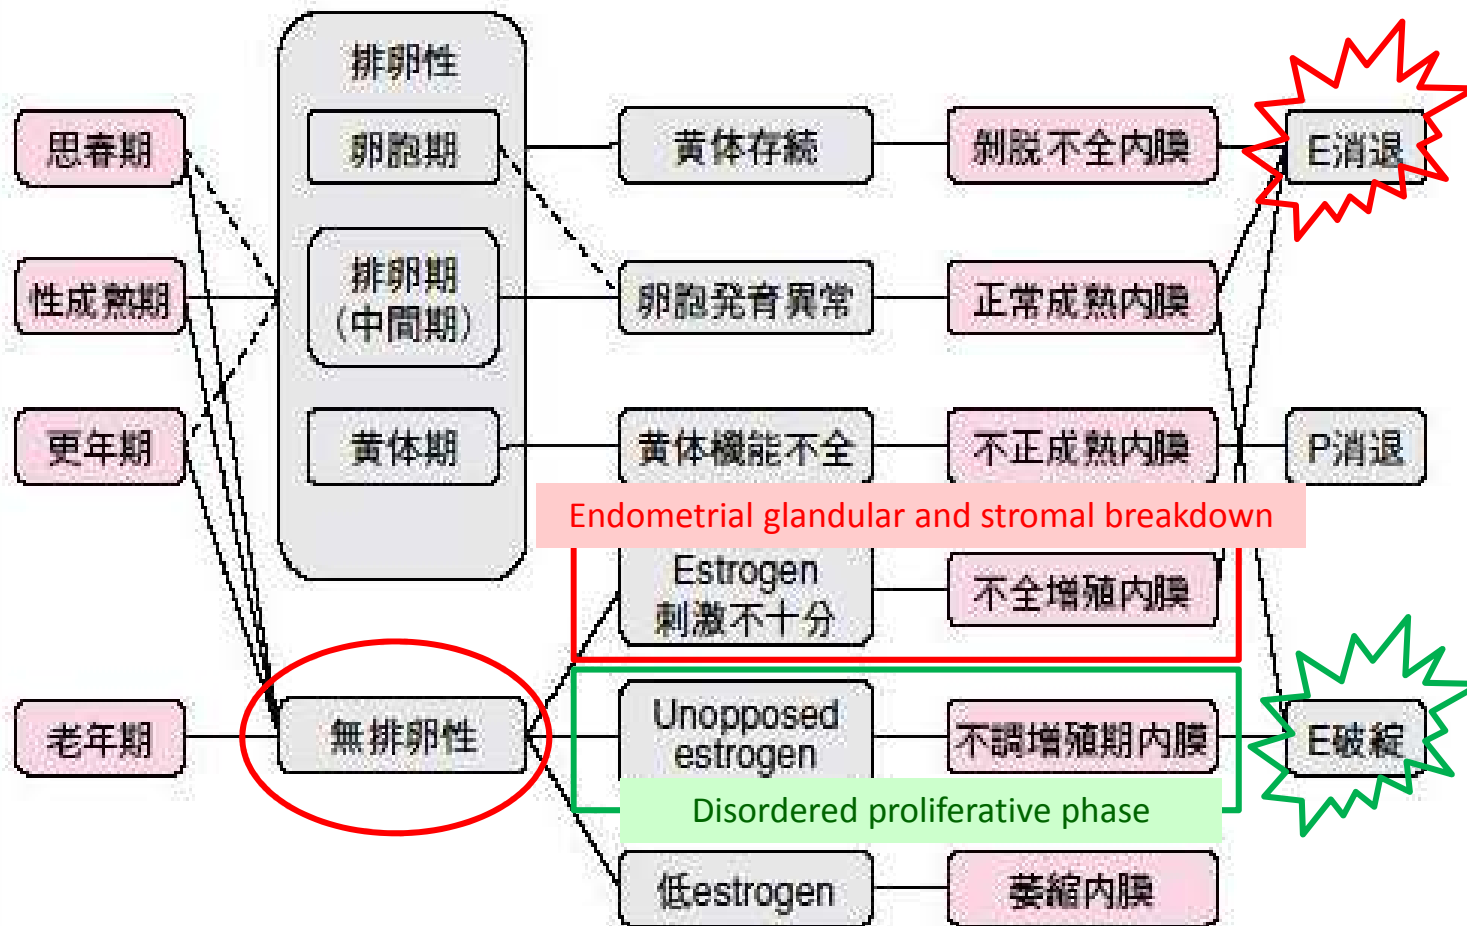 排卵性
思春期
卵胞期
黄体存続
剝脱不全内膜
E消退
性成熟期
排卵期
(中間期)
卵胞発育異常
正常成熟内膜
更年期
黄体期
黄体機能不全
不正成熟内膜
P消退
Endometrial glandular and stromal breakdown
Estrogen
刺激不十分
不全増殖内膜
老年期
無排卵性
Unopposed
estrogen
不調増殖期内膜
E破綻
Disordered proliferative phase
低estrogen
萎縮内膜